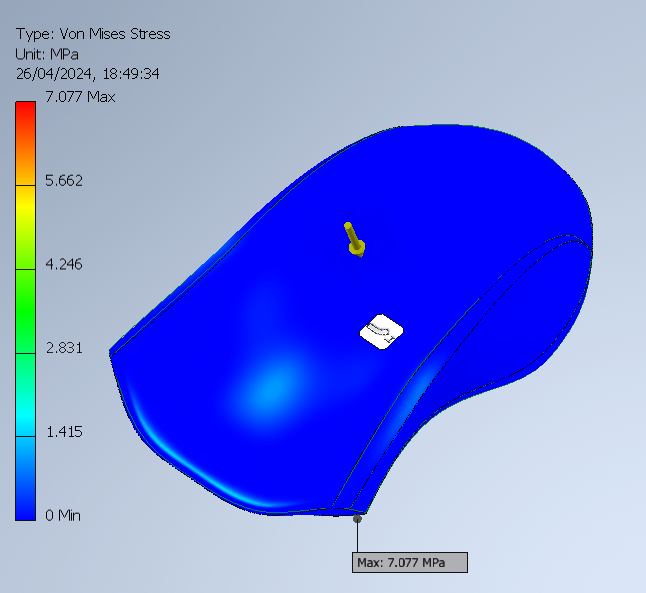 Type: Von Mises Stress
Unit: MPa
26/04/2024, 18:49:34
7.077 Max
5.662
4.246
2.831
1.415
0 Min
Max: 7.077 MPa